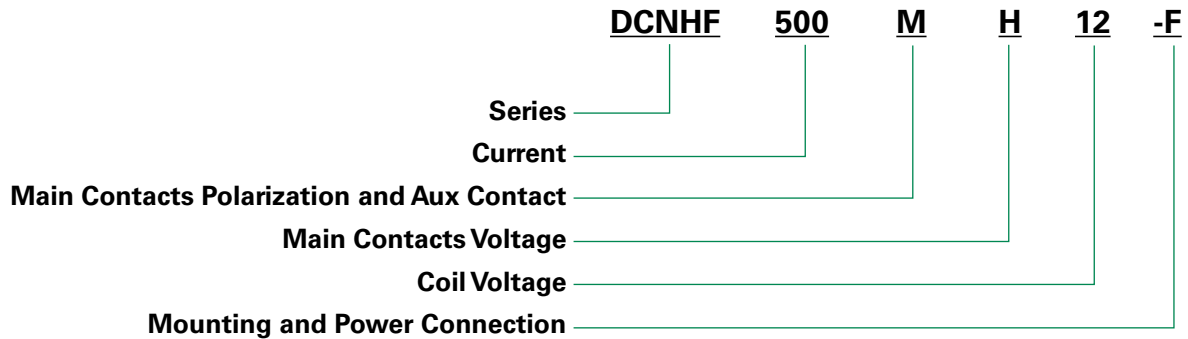 DCNHF 500 M H 12 -F
Series
Current
Main Contacts Polarization and Aux Contact
Main Contacts Voltage
Coil Voltage
Mounting and Power Connection